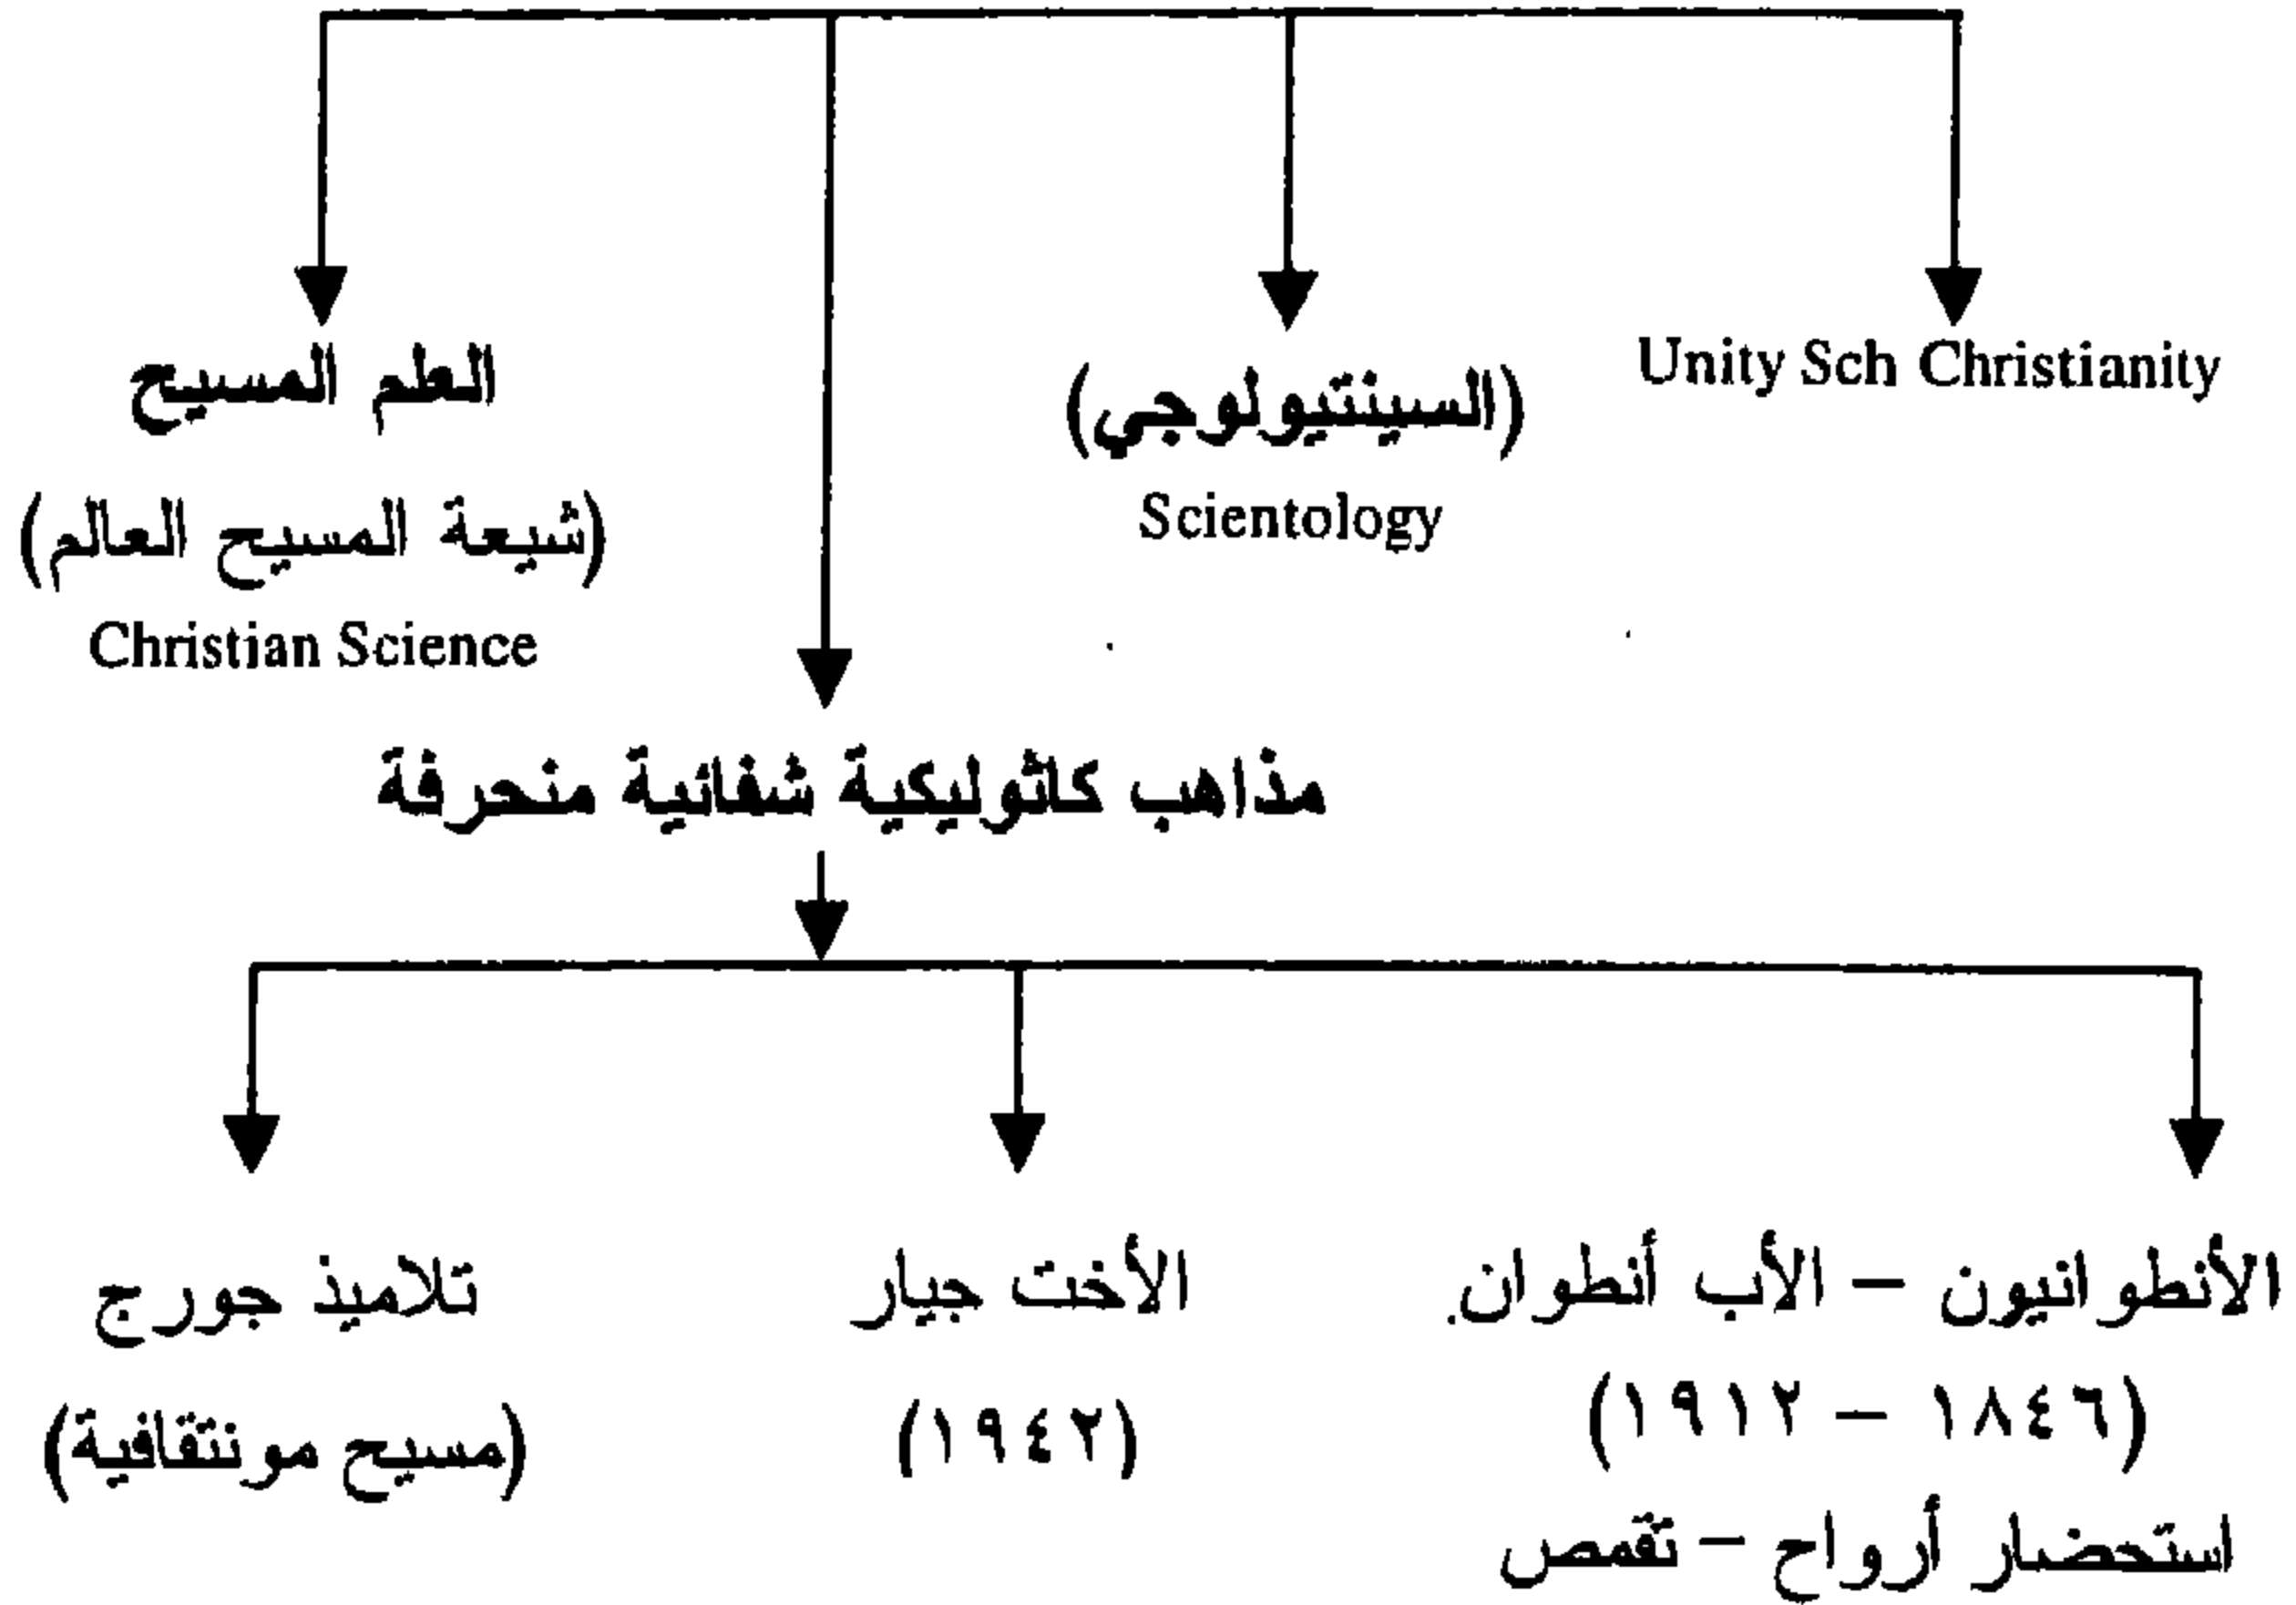 Unity Sch Christianity
(السينتيولوجي)
Scientology
العلم المسيح
(شيعة المسيح العالم)
Christian Science
مذاهب كاثوليكية شفائية منحرفة
الأنطوانيون – الأب أنطوان.
(١٨٤٦ – ١٩١٢)
استحضار أرواح – تقمص
الأخت جيار
(١٩٤٢)
تلاميذ جورج
(مسيح مونتقافية)